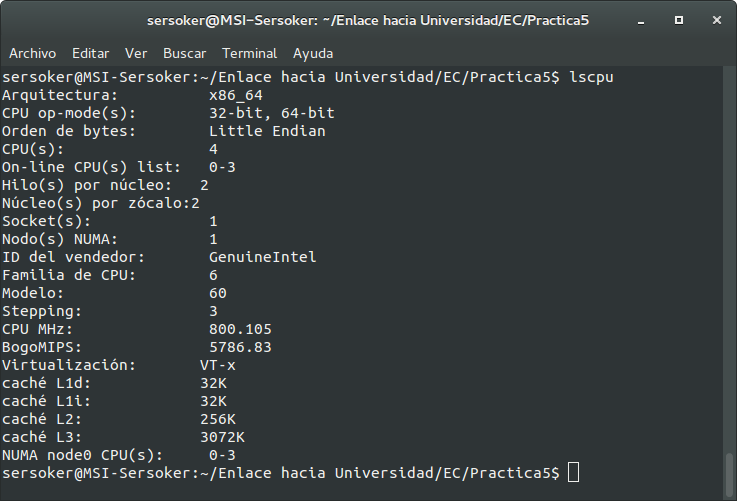 sersoker@MSI-Sersoker: ~/Enlace hacia Universidad/EC/Practica5
Archivo Editar Ver Buscar Terminal Ayuda
sersoker@MSI-Sersoker:~/Enlace hacia Universidad/EC/Practica5$ lscpu
Arquitectura:          x86_64
CPU op-mode(s):        32-bit, 64-bit
Orden de bytes:        Little Endian
CPU(s):                4
On-line CPU(s) list:   0-3
Hilo(s) por núcleo:   2
Núcleo(s) por zócalo:2
Socket(s):             1
Nodo(s) NUMA:          1
ID del vendedor:       GenuineIntel
Familia de CPU:        6
Modelo:                60
Stepping:              3
CPU MHz:               800.105
BogoMIPS:              5786.83
Virtualización:       VT-x
caché L1d:            32K
caché L1i:            32K
caché L2:             256K
caché L3:             3072K
NUMA node0 CPU(s):     0-3
sersoker@MSI-Sersoker:~/Enlace hacia Universidad/EC/Practica5$